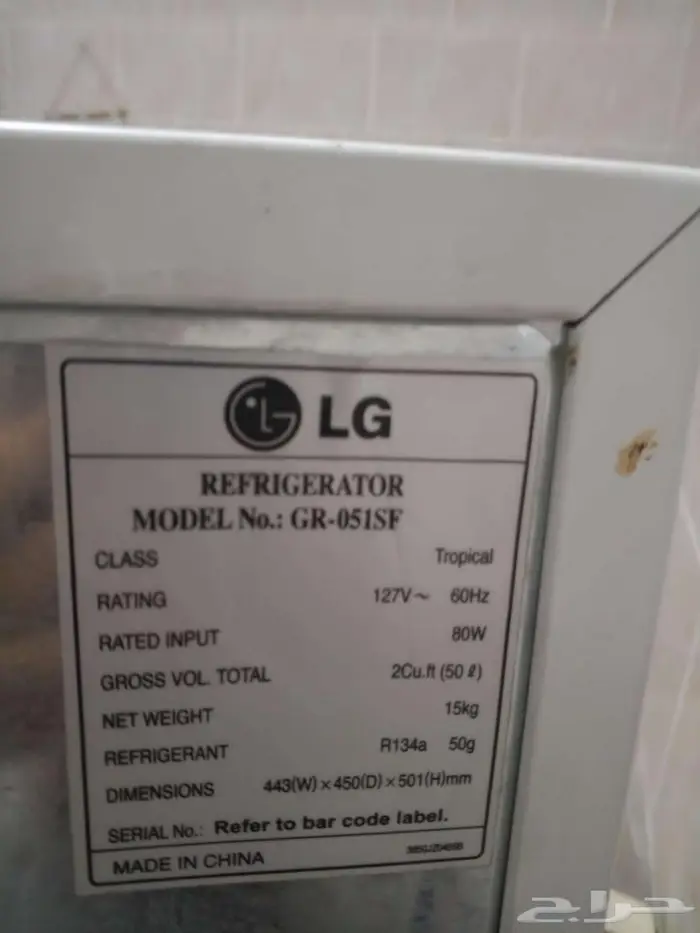 LG
REFRIGERATOR
MODEL No.: GR-051SF
CLASS Tropical
RATING 127V~ 60Hz
RATED INPUT 80W
GROSS VOL. TOTAL 2Cu.ft (50 ℓ)
NET WEIGHT 15kg
REFRIGERANT R134a 50g
DIMENSIONS 443(W)×450(D)×501(H)mm
SERIAL No.: Refer to bar code label.
MADE IN CHINA
حراج